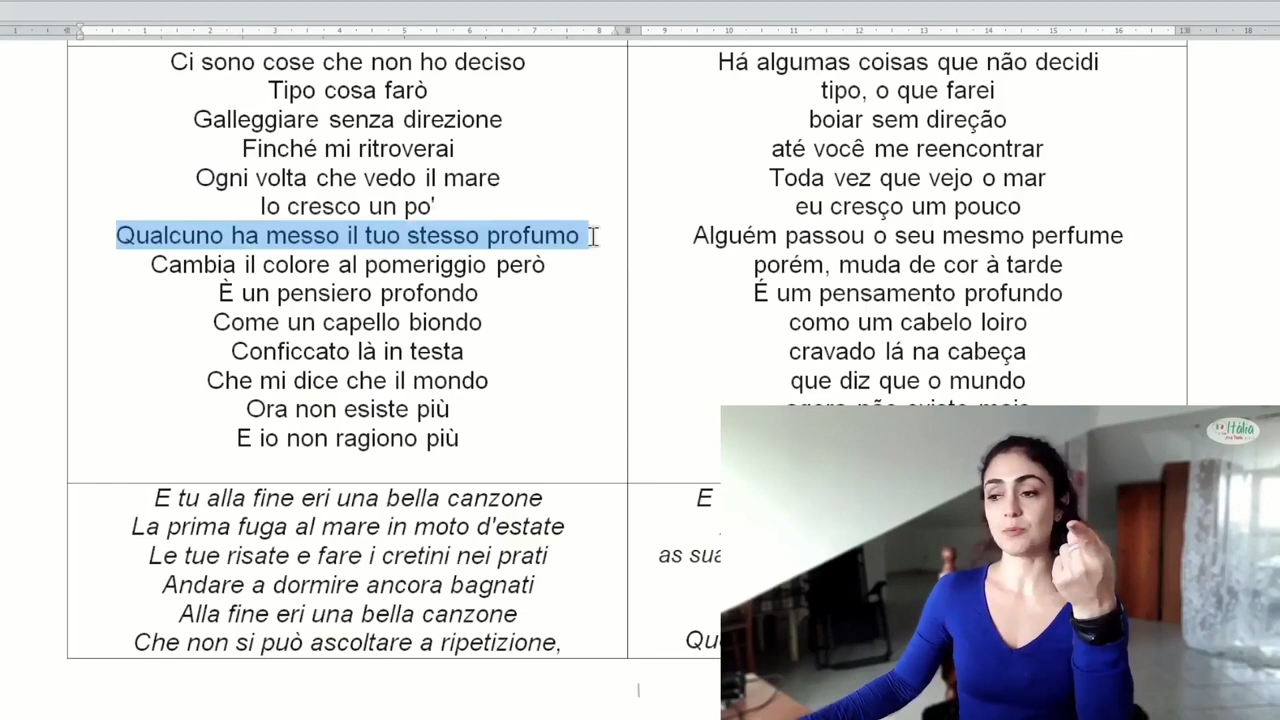 Ci sono cose che non ho deciso
Tipo cosa farò
Galleggiare senza direzione
Finché mi ritroverai
Ogni volta che vedo il mare
Io cresco un po'
Qualcuno ha messo il tuo stesso profumo
Cambia il colore al pomeriggio però
È un pensiero profondo
Come un capello biondo
Conficcato là in testa
Che mi dice che il mondo
Ora non esiste più
E io non ragiono più
Há algumas coisas que não decidi
tipo, o que farei
boiar sem direção
até você me reencontrar
Toda vez que vejo o mar
eu cresço um pouco
Alguém passou o seu mesmo perfume
porém, muda de cor à tarde
É um pensamento profundo
como um cabelo loiro
cravado lá na cabeça
que diz que o mundo
E tu alla fine eri una bella canzone
La prima fuga al mare in moto d'estate
Le tue risate e fare i cretini nei prati
Andare a dormire ancora bagnati
Alla fine eri una bella canzone
Che non si può ascoltare a ripetizione,
E
as sua
Itália